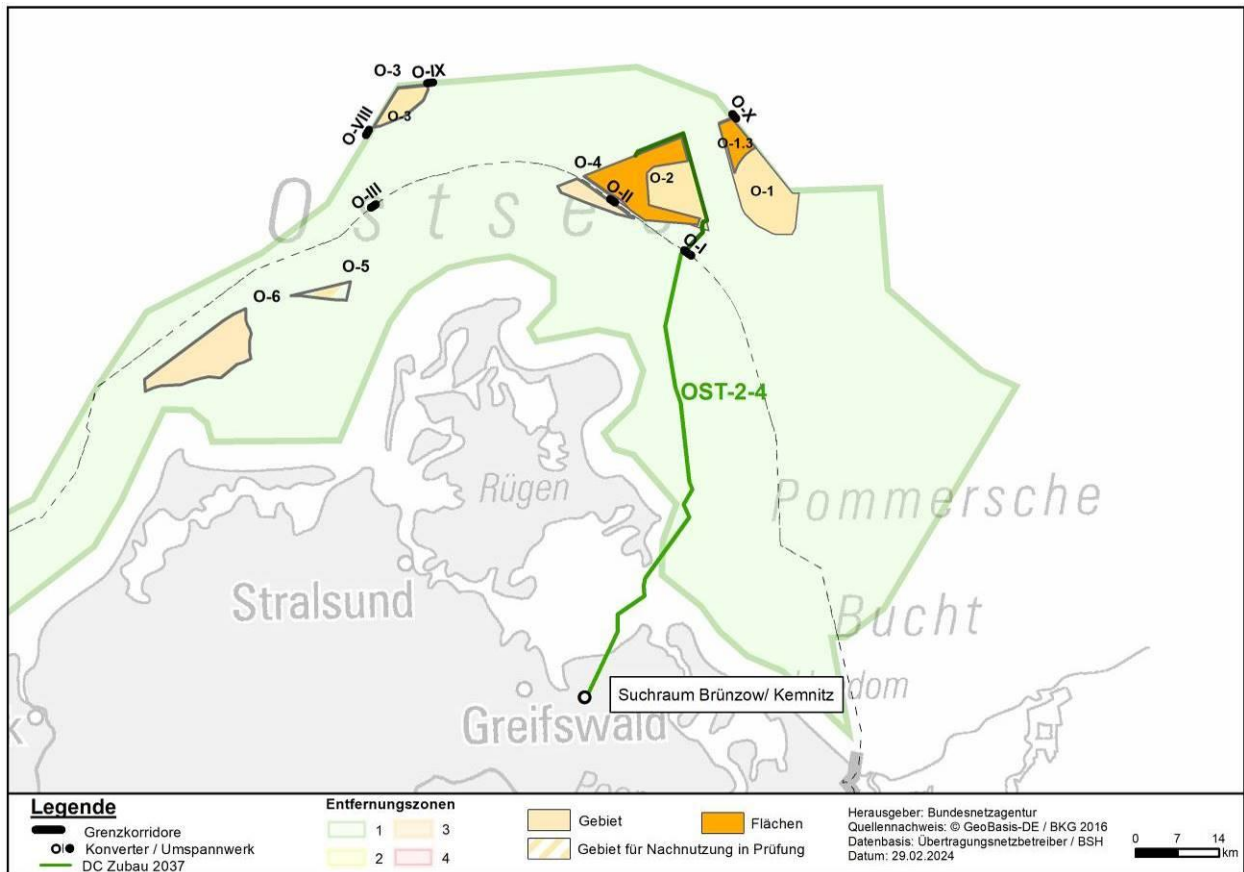 O-3
O-IX
O-VIII
O-3
O-X
O-1.3
O-4
O-2
O-1
O-II
O-III
Ostsee
O-I
O-5
O-6
OST-2-4
Rügen
Pommersche
Stralsund
Bucht
Suchraum Brünzow/ Kemnitz
dom
Greifswald
k
Legende
Grenzkorridore
Konverter / Umspannwerk
DC Zubau 2037
Entfernungszonen
1
3
2
4
Gebiet
Flächen
Gebiet für Nachnutzung in Prüfung
Herausgeber: Bundesnetzagentur
Quellennachweis: © GeoBasis-DE / BKG 2016
Datenbasis: Übertragungsnetzbetreiber / BSH
Datum: 29.02.2024
0 7 14
km